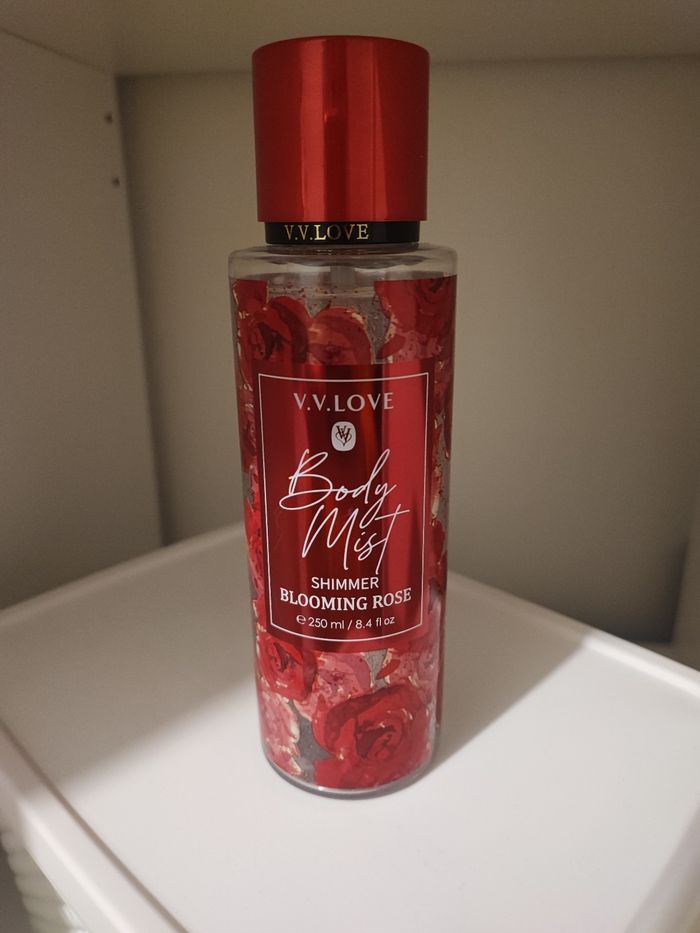 V.V.LOVE
V.V.LOVE
Body
Mist
SHIMMER
BLOOMING ROSE
℮ 250 ml / 8.4 fl oz